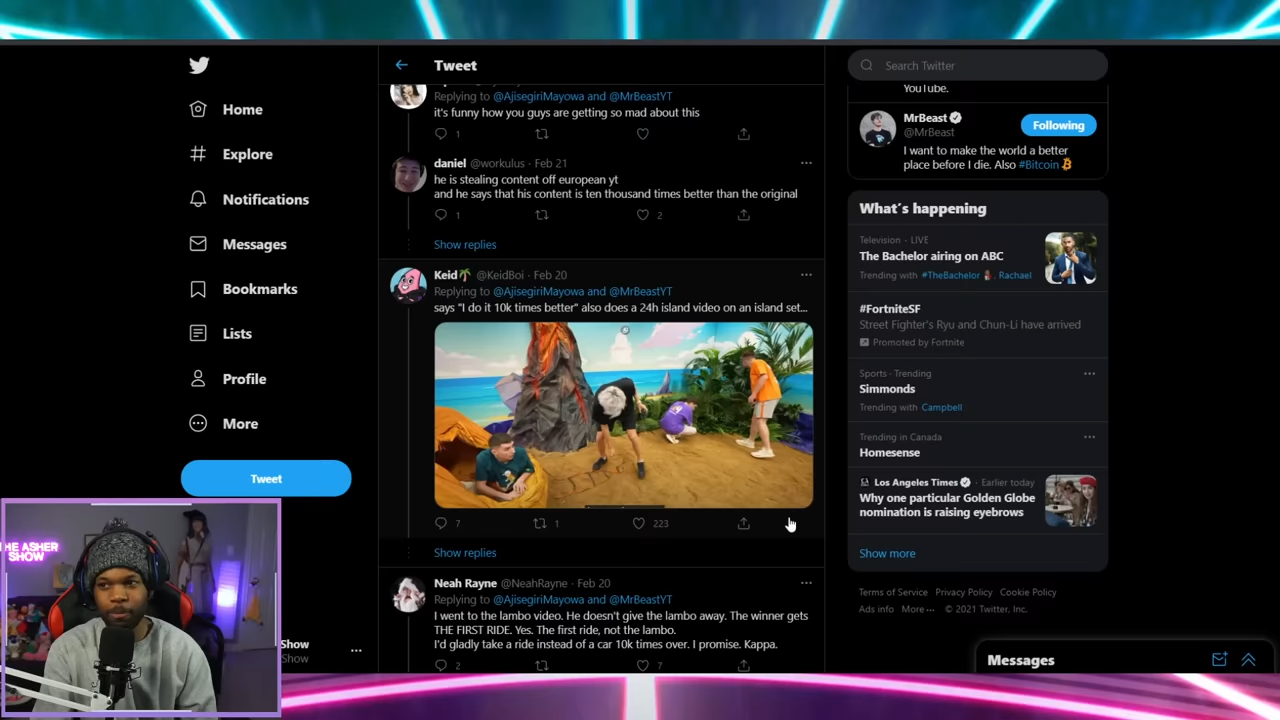 Home
Explore
Notifications
Messages
Bookmarks
Lists
Profile
More
Tweet
THE ASHER
SHOW
Show
Show
Tweet
Replying to @AjisegiriMayowa and @MrBeastYT
it's funny how you guys are getting so mad about this
1
daniel @workulus · Feb 21
he is stealing content off european yt
and he says that his content is ten thousand times better than the original
1 2
Show replies
Keid🌴 @KeidBoi · Feb 20
Replying to @AjisegiriMayowa and @MrBeastYT
says "I do it 10k times better" also does a 24h island video on an island set...
7 1 223
Show replies
Neah Rayne @NeahRayne · Feb 20
Replying to @AjisegiriMayowa and @MrBeastYT
I went to the lambo video. He doesn't give the lambo away. The winner gets
THE FIRST RIDE. Yes. The first ride, not the lambo.
I'd gladly take a ride instead of a car 10k times over. I promise. Kappa.
2 7
Search Twitter
YouTube.
MrBeast
@MrBeast
Following
I want to make the world a better
place before I die. Also #Bitcoin
What's happening
Television · LIVE
The Bachelor airing on ABC
Trending with #TheBachelor🌹, Rachael
#FortniteSF
Street Fighter's Ryu and Chun-Li have arrived
Promoted by Fortnite
Sports · Trending
Simmonds
Trending with Campbell
Trending in Canada
Homesense
Los Angeles Times · Earlier today
Why one particular Golden Globe
nomination is raising eyebrows
Show more
Terms of Service Privacy Policy Cookie Policy
Ads info More ··· © 2021 Twitter, Inc.
Messages